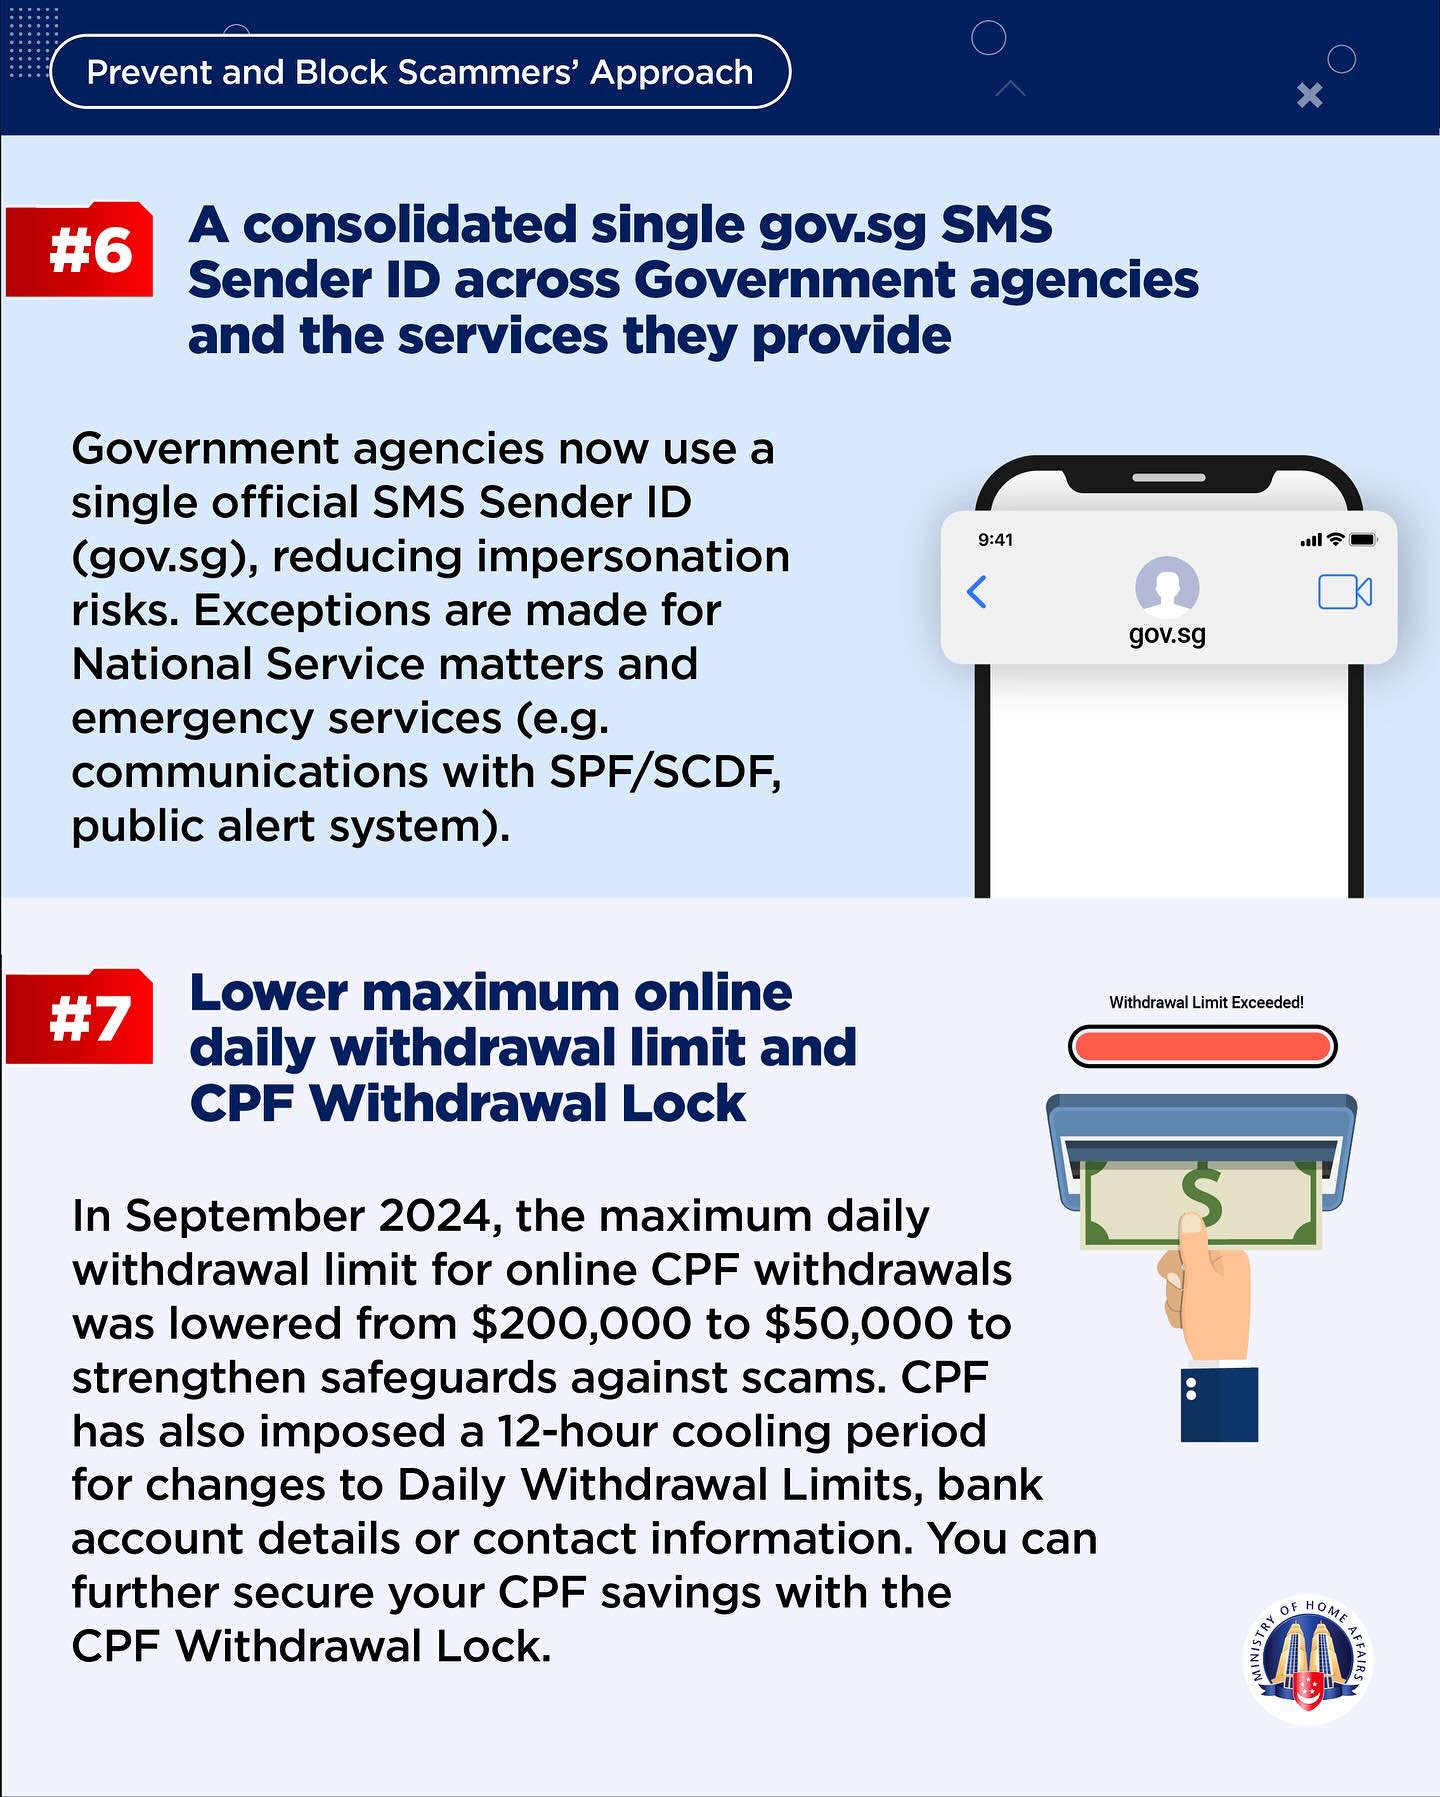 Prevent and Block Scammers’ Approach
#6
A consolidated single gov.sg SMS
Sender ID across Government agencies
and the services they provide
Government agencies now use a
single official SMS Sender ID
(gov.sg), reducing impersonation
risks. Exceptions are made for
National Service matters and
emergency services (e.g.
communications with SPF/SCDF,
public alert system).
9:41
gov.sg
#7
Lower maximum online
daily withdrawal limit and
CPF Withdrawal Lock
Withdrawal Limit Exceeded!
S
In September 2024, the maximum daily
withdrawal limit for online CPF withdrawals
was lowered from $200,000 to $50,000 to
strengthen safeguards against scams. CPF
has also imposed a 12-hour cooling period
for changes to Daily Withdrawal Limits, bank
account details or contact information. You can
further secure your CPF savings with the
CPF Withdrawal Lock.
MINISTRY OF HOME AFFAIRS